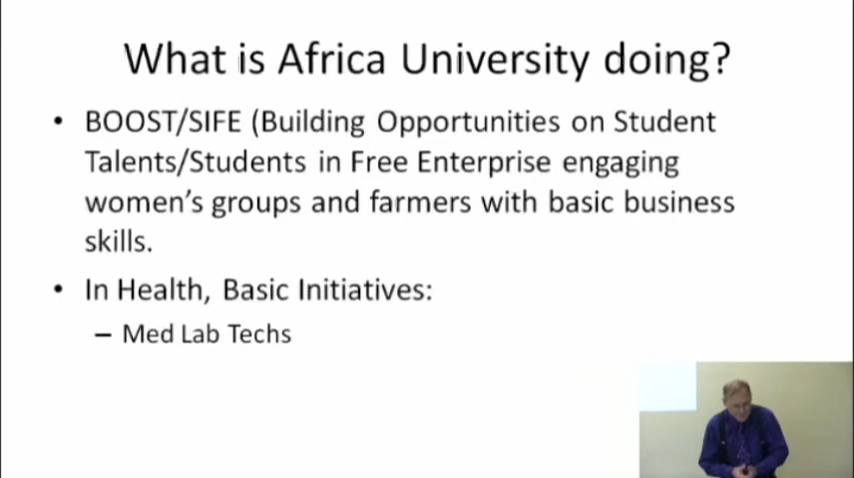 What is Africa University doing?
• BOOST/SIFE (Building Opportunities on Student
Talents/Students in Free Enterprise engaging
women’s groups and farmers with basic business
skills.
• In Health, Basic Initiatives:
– Med Lab Techs